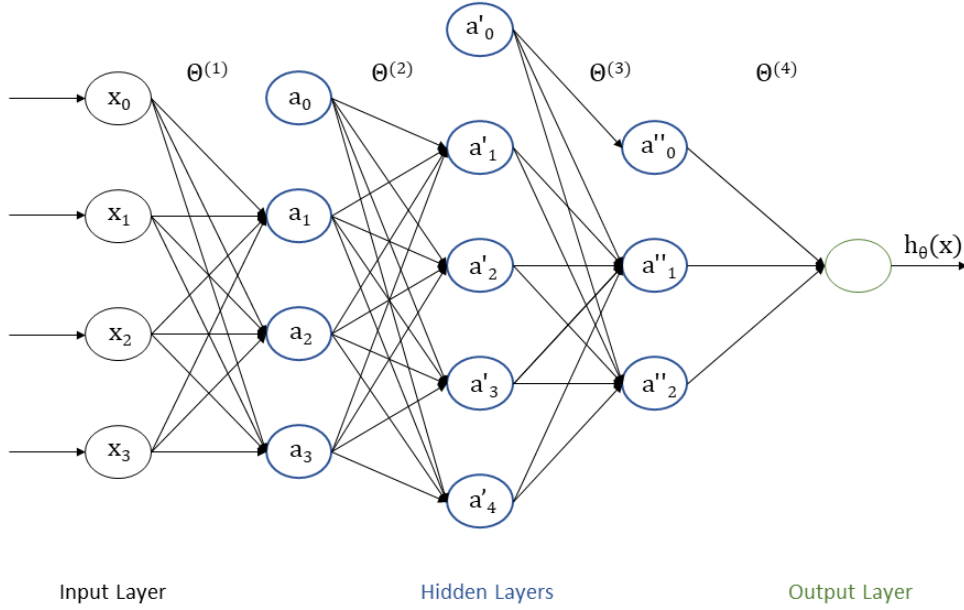 Θ(1)
Θ(2)
Θ(3)
Θ(4)
x0
x1
x2
x3
a0
a1
a2
a3
a'0
a'1
a'2
a'3
a'4
a''0
a''1
a''2
hθ(x)
Input Layer
Hidden Layers
Output Layer